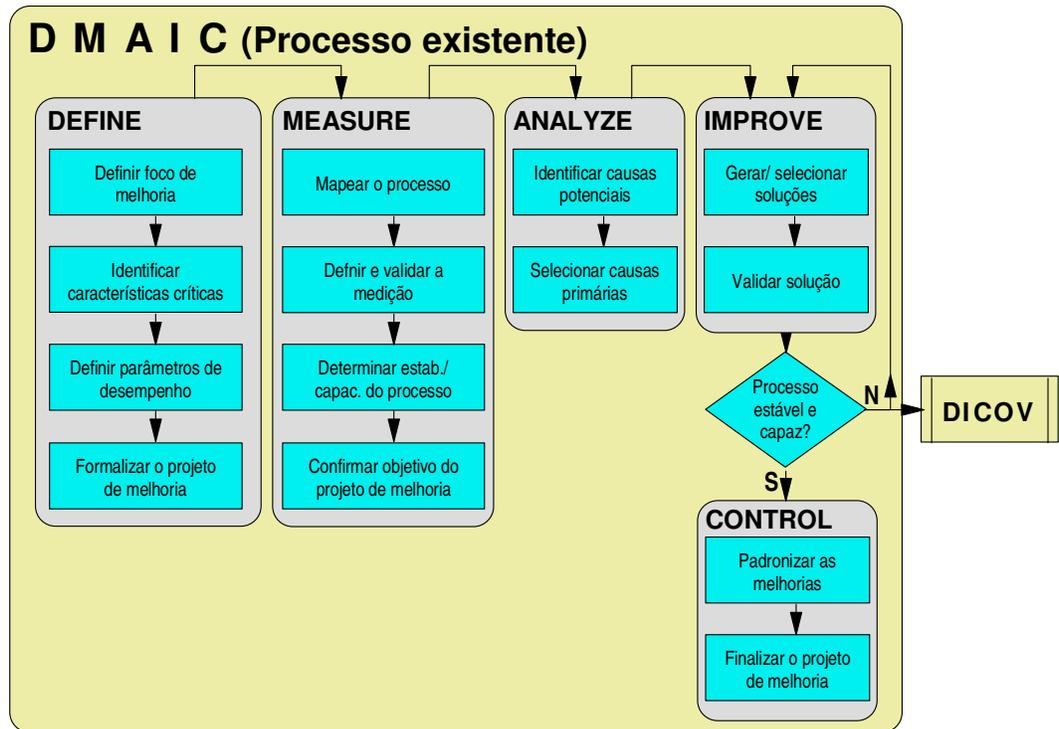 D M A I C (Processo existente)
DEFINE
Definir foco de
melhoria
Identificar
características críticas
Definir parâmetros de
desempenho
Formalizar o projeto
de melhoria
MEASURE
Mapear o processo
Defnir e validar a
medição
Determinar estab./
capac. do processo
Confirmar objetivo do
projeto de melhoria
ANALYZE
Identificar causas
potenciais
Selecionar causas
primárias
IMPROVE
Gerar/ selecionar
soluções
Validar solução
Processo
estável e
capaz?
N
DICOV
S
CONTROL
Padronizar as
melhorias
Finalizar o projeto
de melhoria